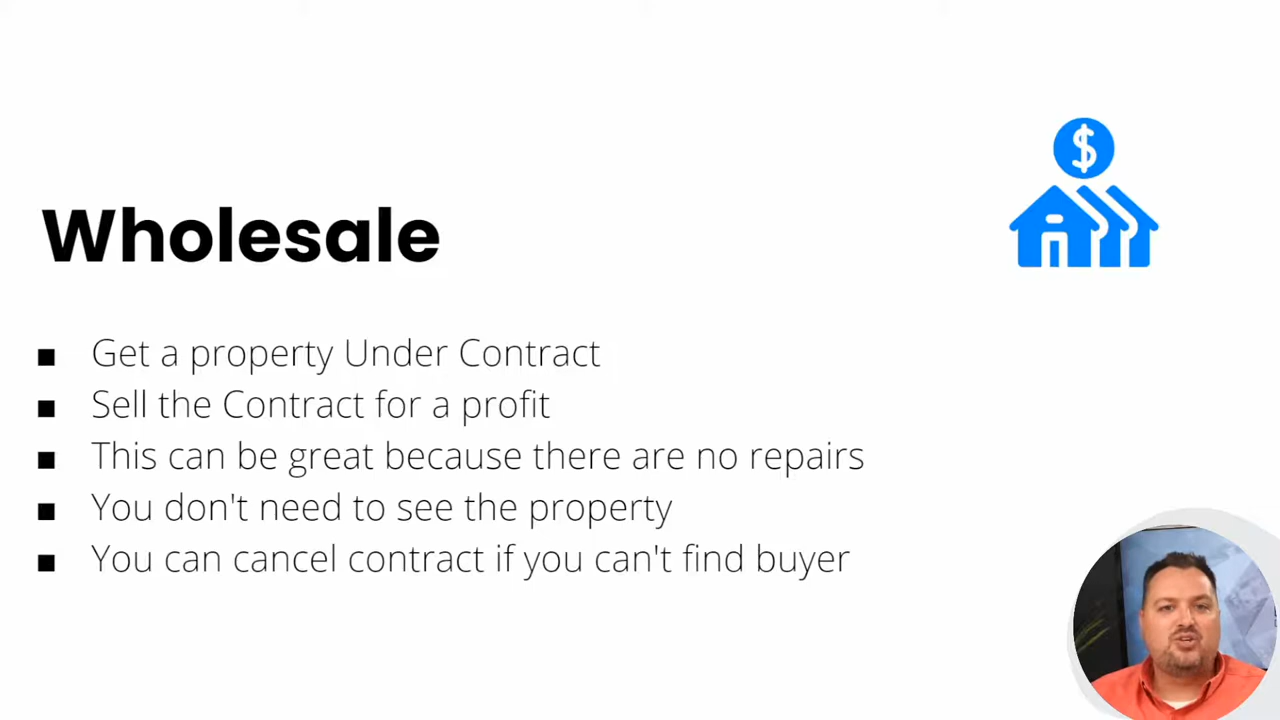 $
Wholesale
Get a property Under Contract
Sell the Contract for a profit
This can be great because there are no repairs
You don't need to see the property
You can cancel contract if you can't find buyer